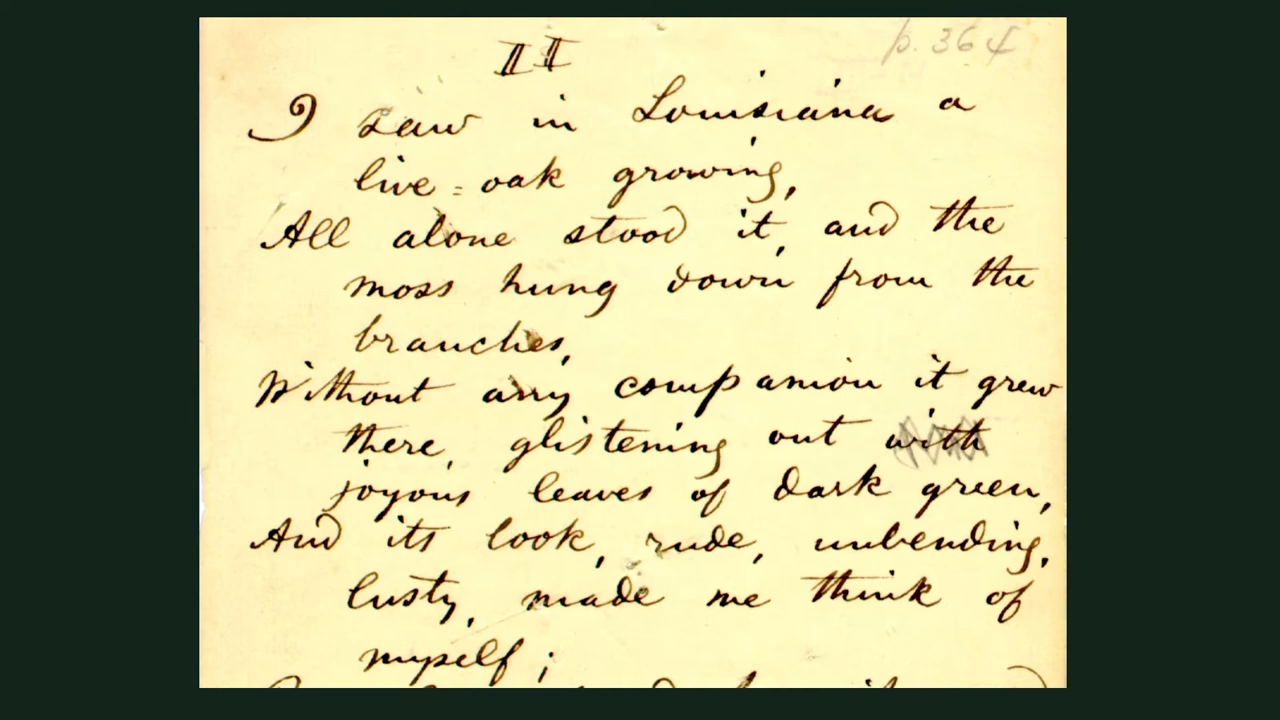 II
p. 364
I saw in Louisiana a
live=oak growing,
All alone stood it, and the
moss hung down from the
branches,
Without any companion it grew
there, glistening out with
joyous leaves of dark green,
And its look, rude, unbending,
lusty, made me think of
myself;